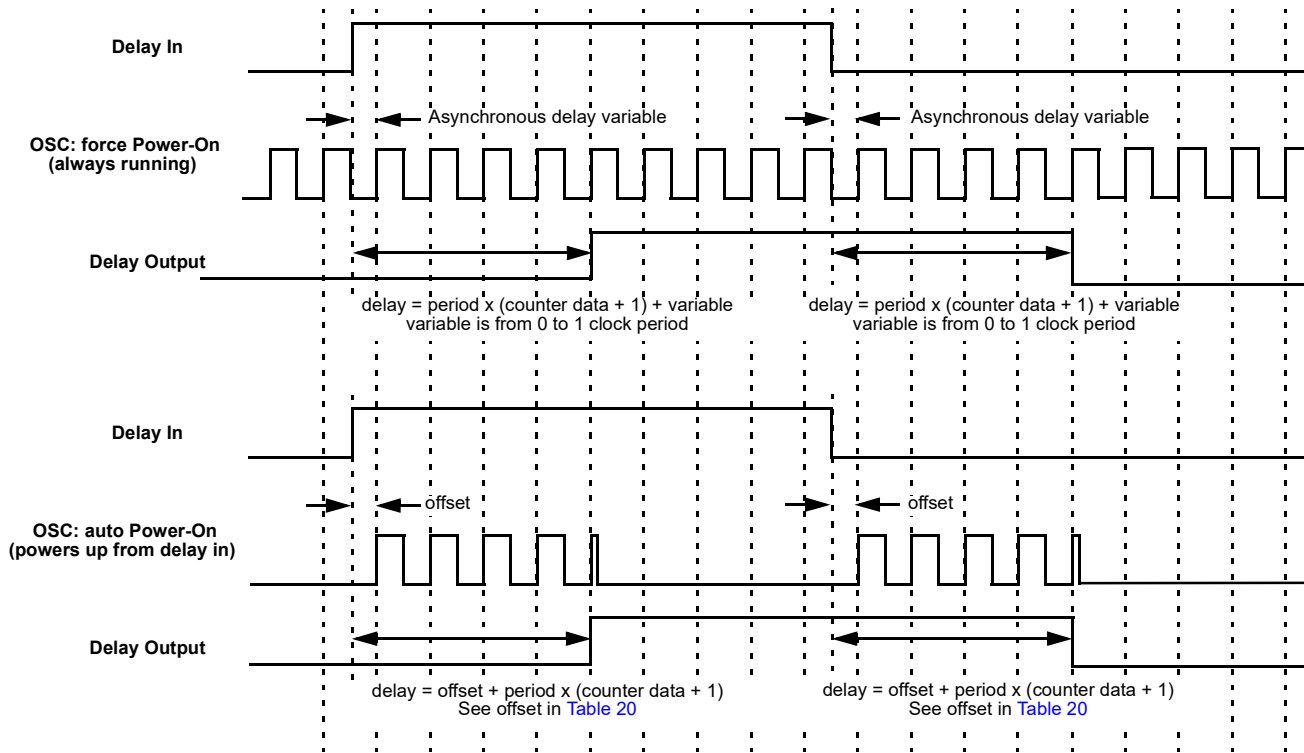 Delay In
Asynchronous delay variable
Asynchronous delay variable
OSC: force Power-On
(always running)
Delay Output
delay = period x (counter data + 1) + variable
variable is from 0 to 1 clock period
delay = period x (counter data + 1) + variable
variable is from 0 to 1 clock period
Delay In
offset
offset
OSC: auto Power-On
(powers up from delay in)
Delay Output
delay = offset + period x (counter data + 1)
See offset in Table 20
delay = offset + period x (counter data + 1)
See offset in Table 20